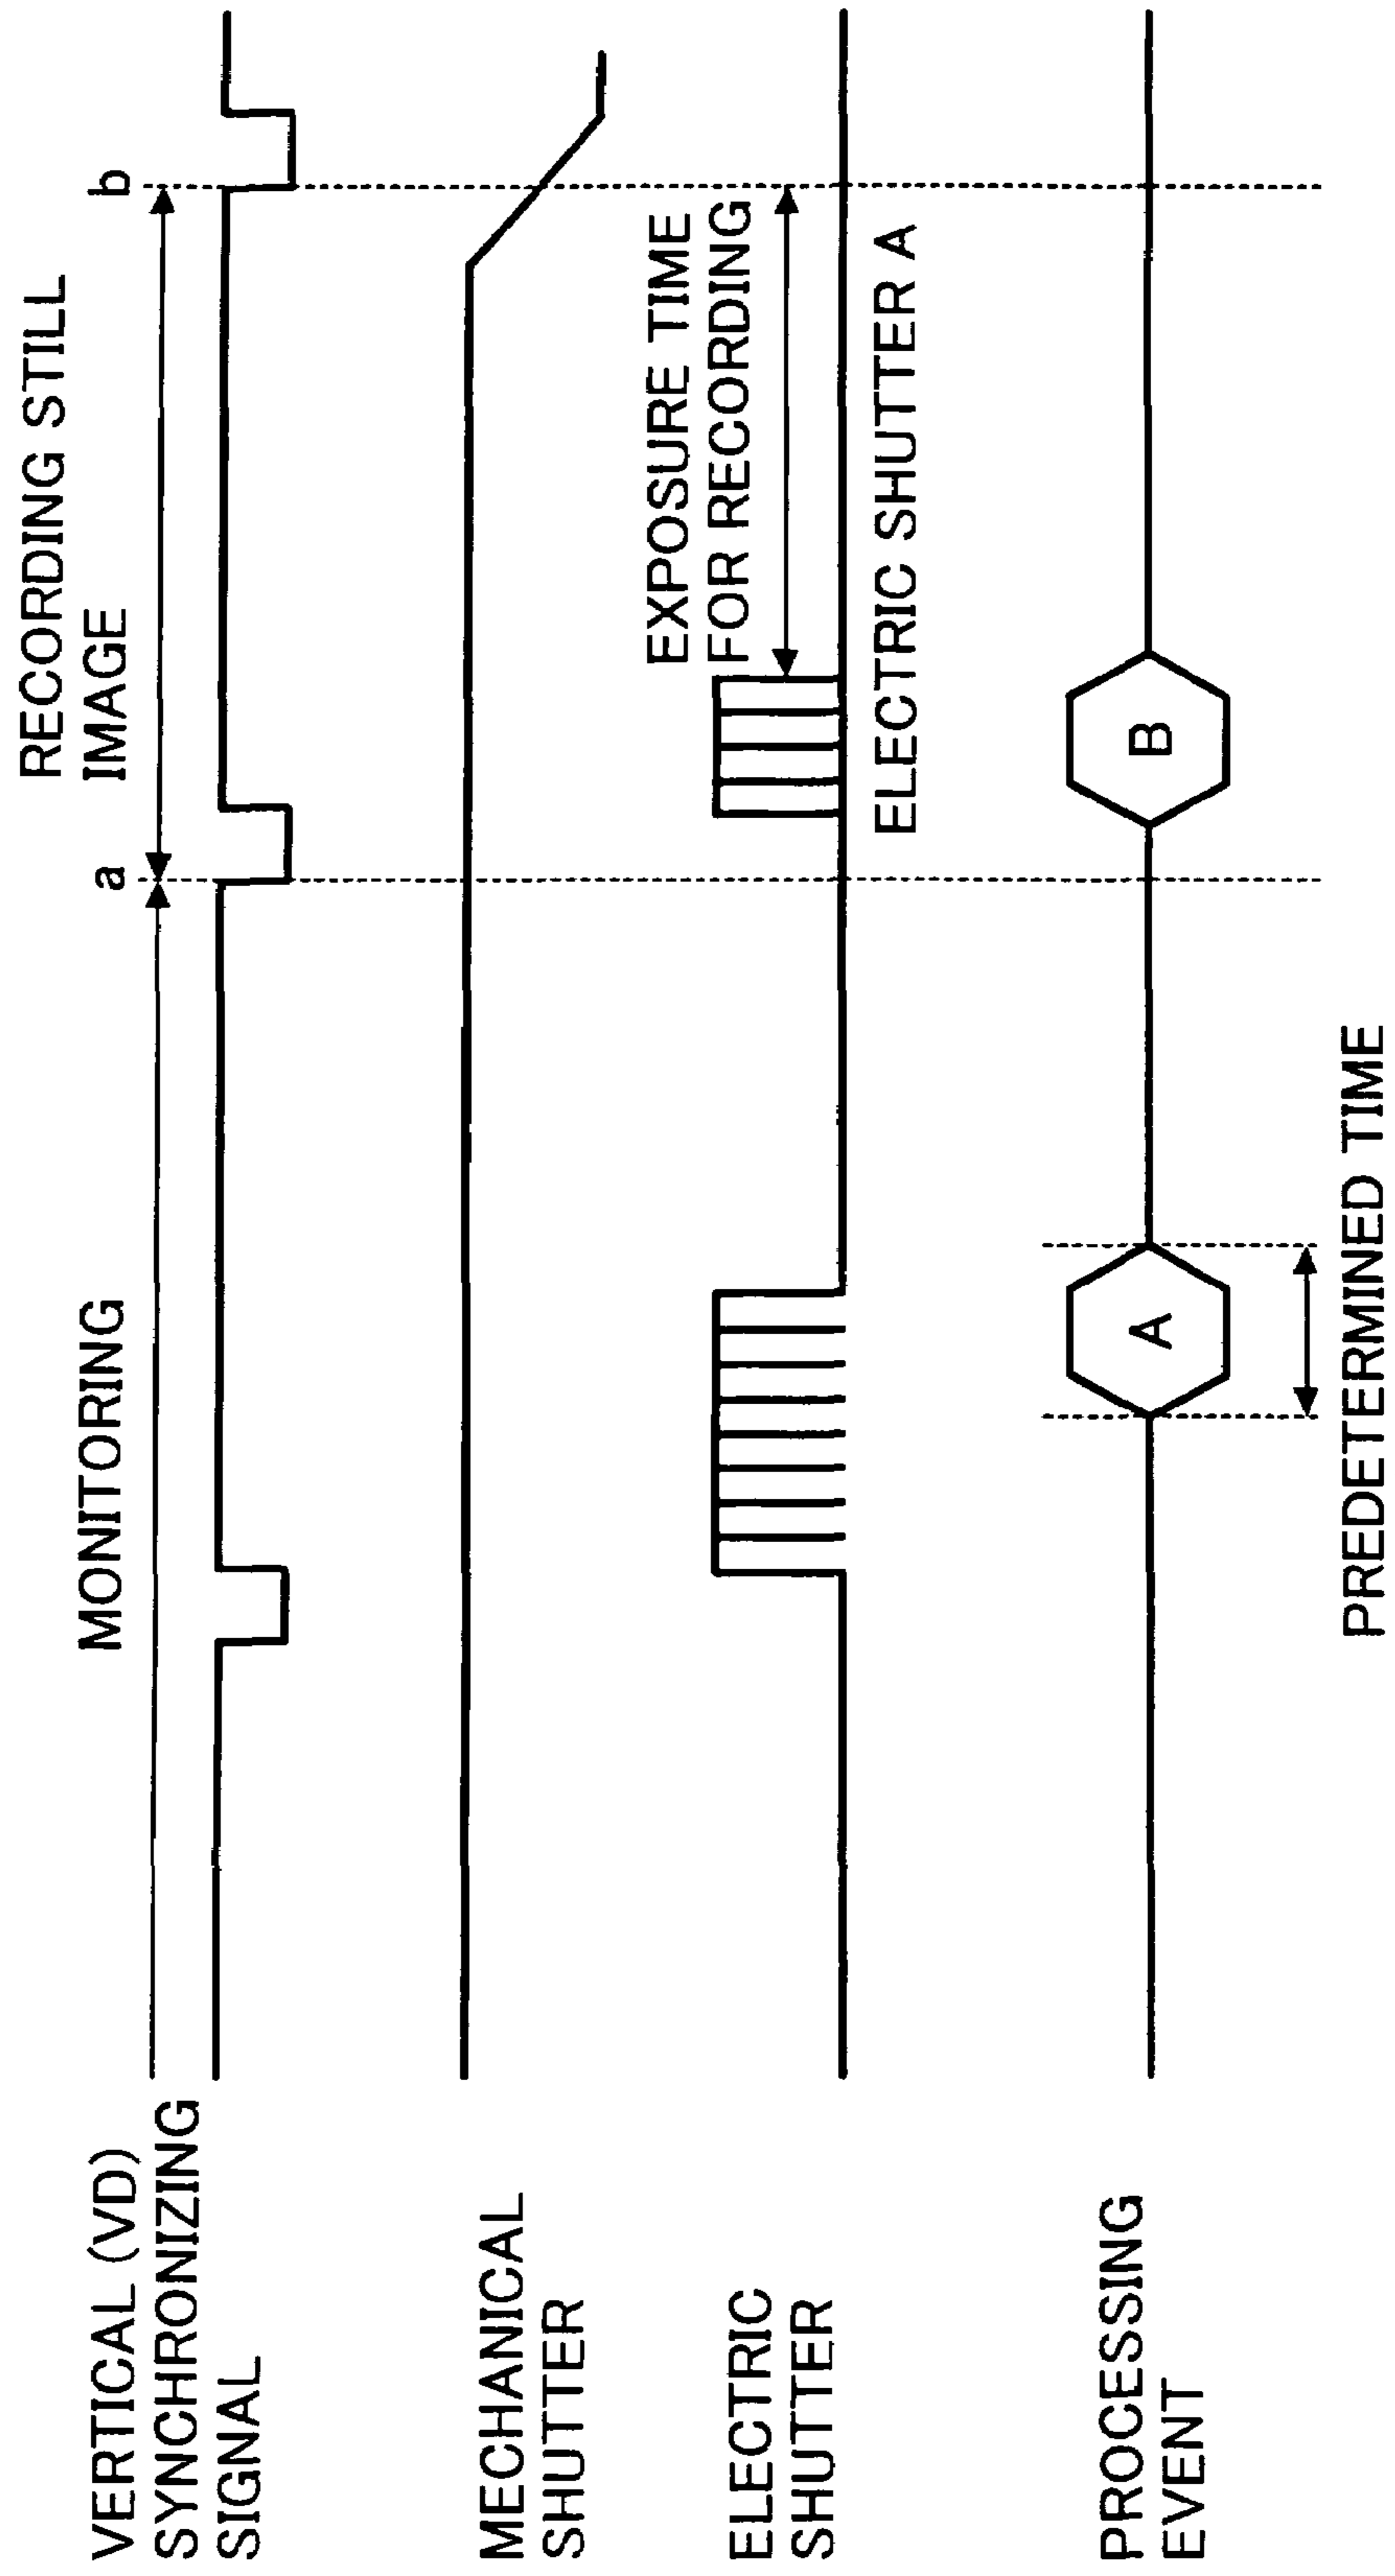 MONITORING
a
RECORDING STILL
IMAGE
b
VERTICAL (VD)
SYNCHRONIZING
SIGNAL
MECHANICAL
SHUTTER
EXPOSURE TIME
FOR RECORDING
ELECTRIC
SHUTTER
ELECTRIC SHUTTER A
PROCESSING
EVENT
A
B
PREDETERMINED TIME